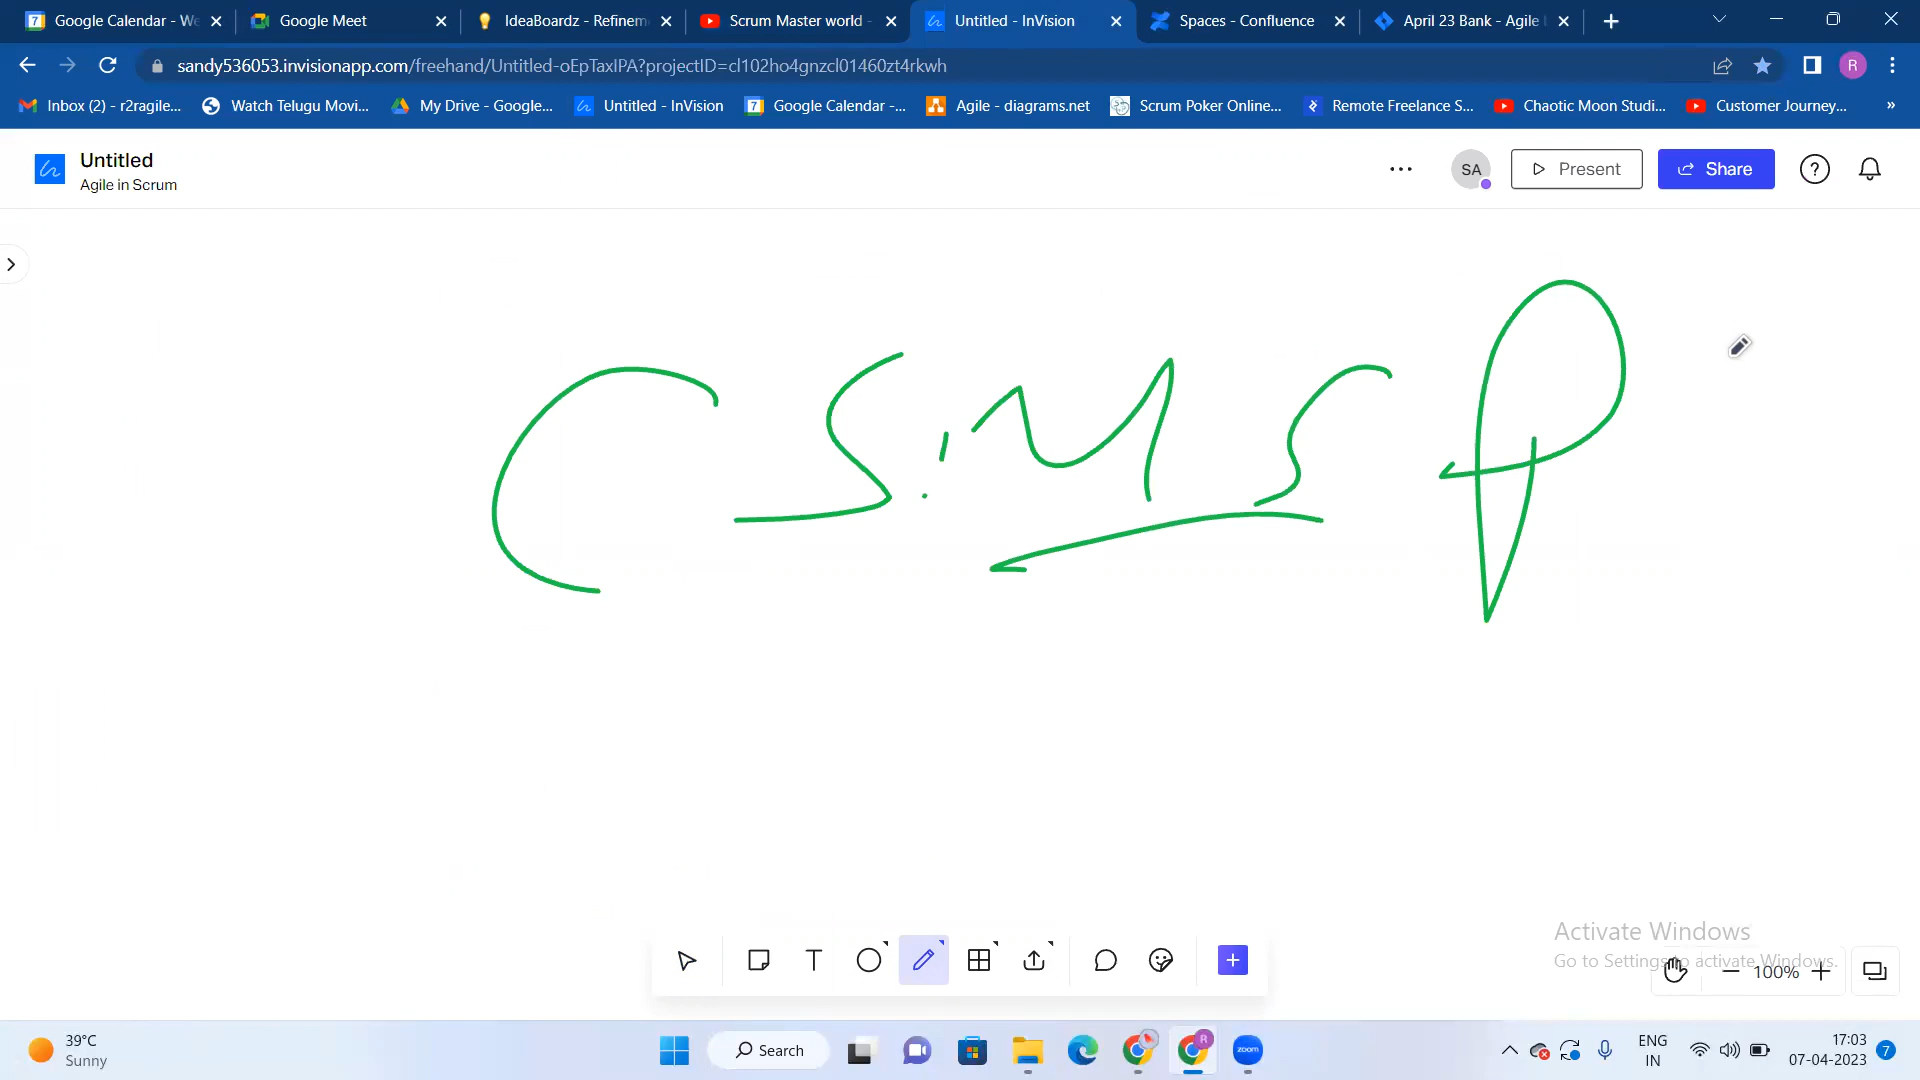 Google Calendar - We
Google Meet
IdeaBoardz - Refinem
Scrum Master world -
Untitled - InVision
Spaces - Confluence
April 23 Bank - Agile
sandy536053.invisionapp.com/freehand/Untitled-oEpTaxIPA?projectID=cl102ho4gnzcl01460zt4rkwh
R
Inbox (2) - r2ragile...
Watch Telugu Movi...
My Drive - Google...
Untitled - InVision
Google Calendar -...
Agile - diagrams.net
Scrum Poker Online...
Remote Freelance S...
Chaotic Moon Studi...
Customer Journey...
Untitled
Agile in Scrum
SA
Present
Share
CSMSP
Activate Windows
Go to Settings to activate Windows.
100%
39°C
Sunny
Search
zoom
ENG
IN
17:03
07-04-2023
7